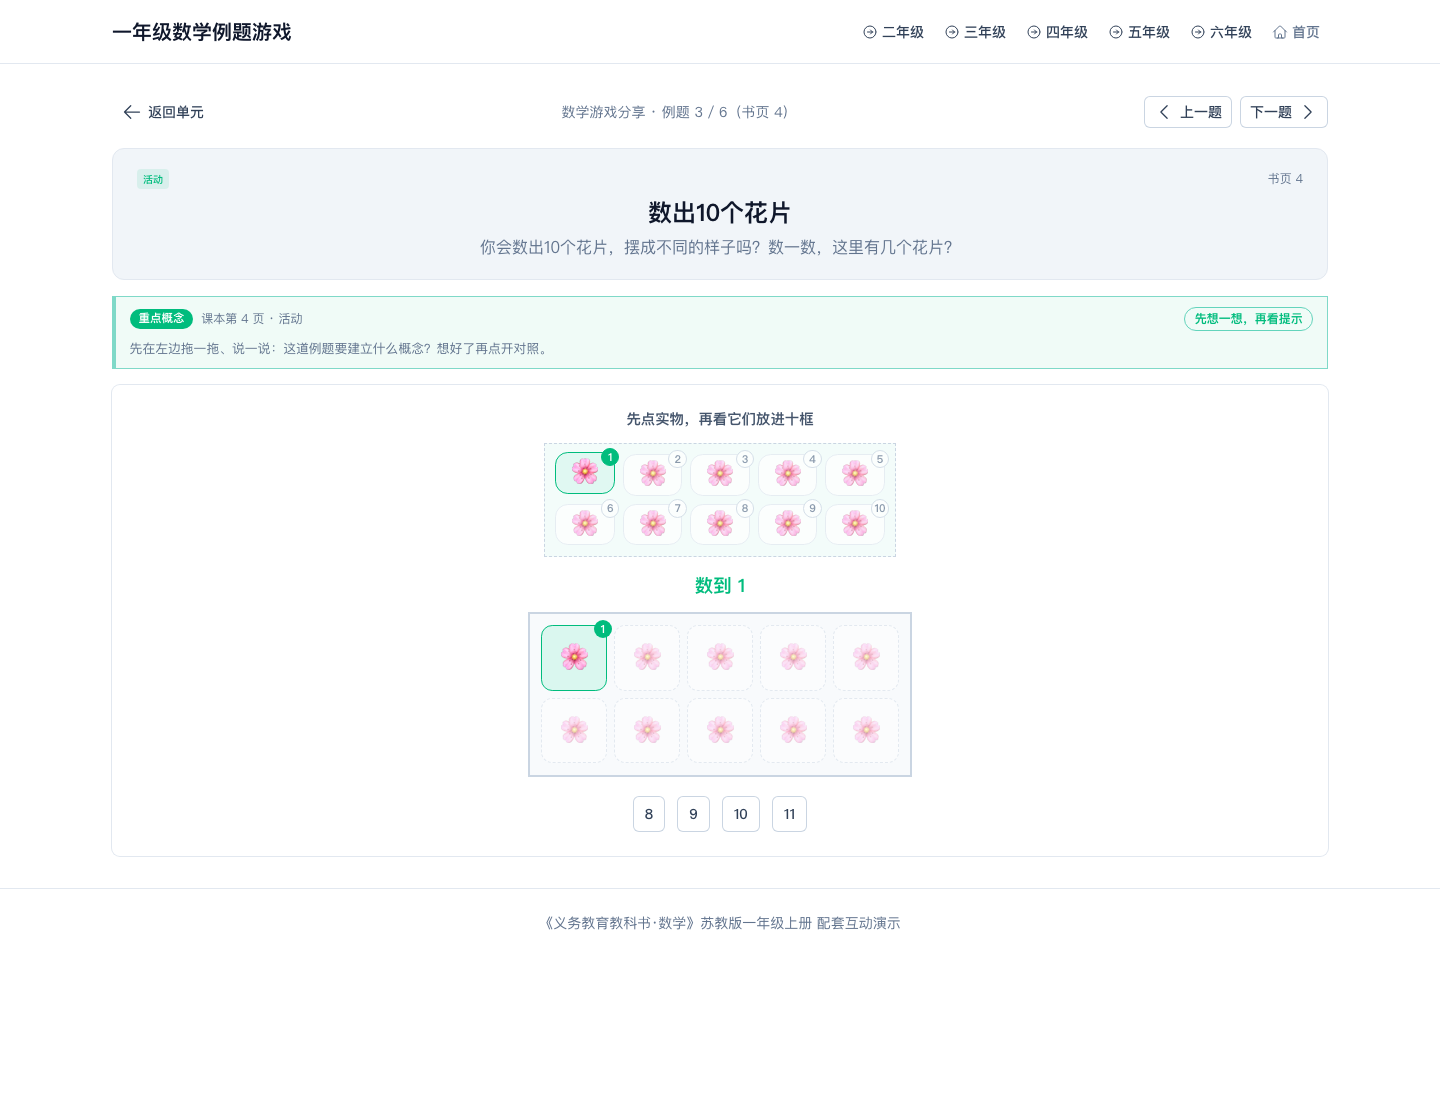 一年级数学例题游戏
二年级 三年级 四年级 五年级 六年级 首页
返回单元
数学游戏分享 · 例题 3 / 6（书页 4）
上一题 下一题
活动
书页 4
数出10个花片
你会数出10个花片，摆成不同的样子吗？数一数，这里有几个花片？
重点概念 课本第 4 页 · 活动
先想一想，再看提示
先在左边拖一拖、说一说：这道例题要建立什么概念？想好了再点开对照。
先点实物，再看它们放进十框
1 2 3 4 5
6 7 8 9 10
数到 1
1
8 9 10 11
《义务教育教科书·数学》苏教版一年级上册 配套互动演示